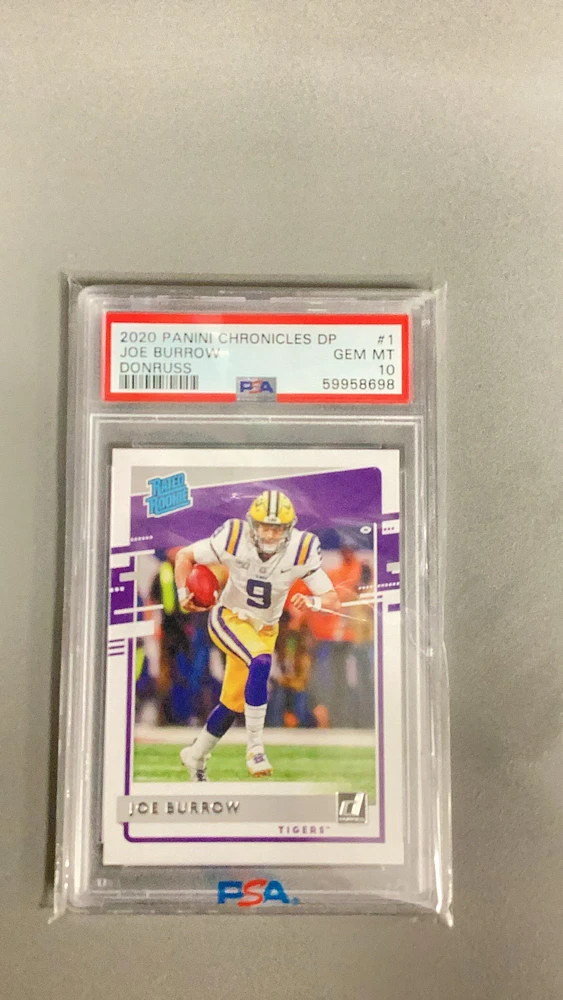 2020 PANINI CHRONICLES DP #1
JOE BURROW GEM MT
DONRUSS 10
PSA 59958698
RATED
ROOKIE
9
JOE BURROW
TIGERS
PSA